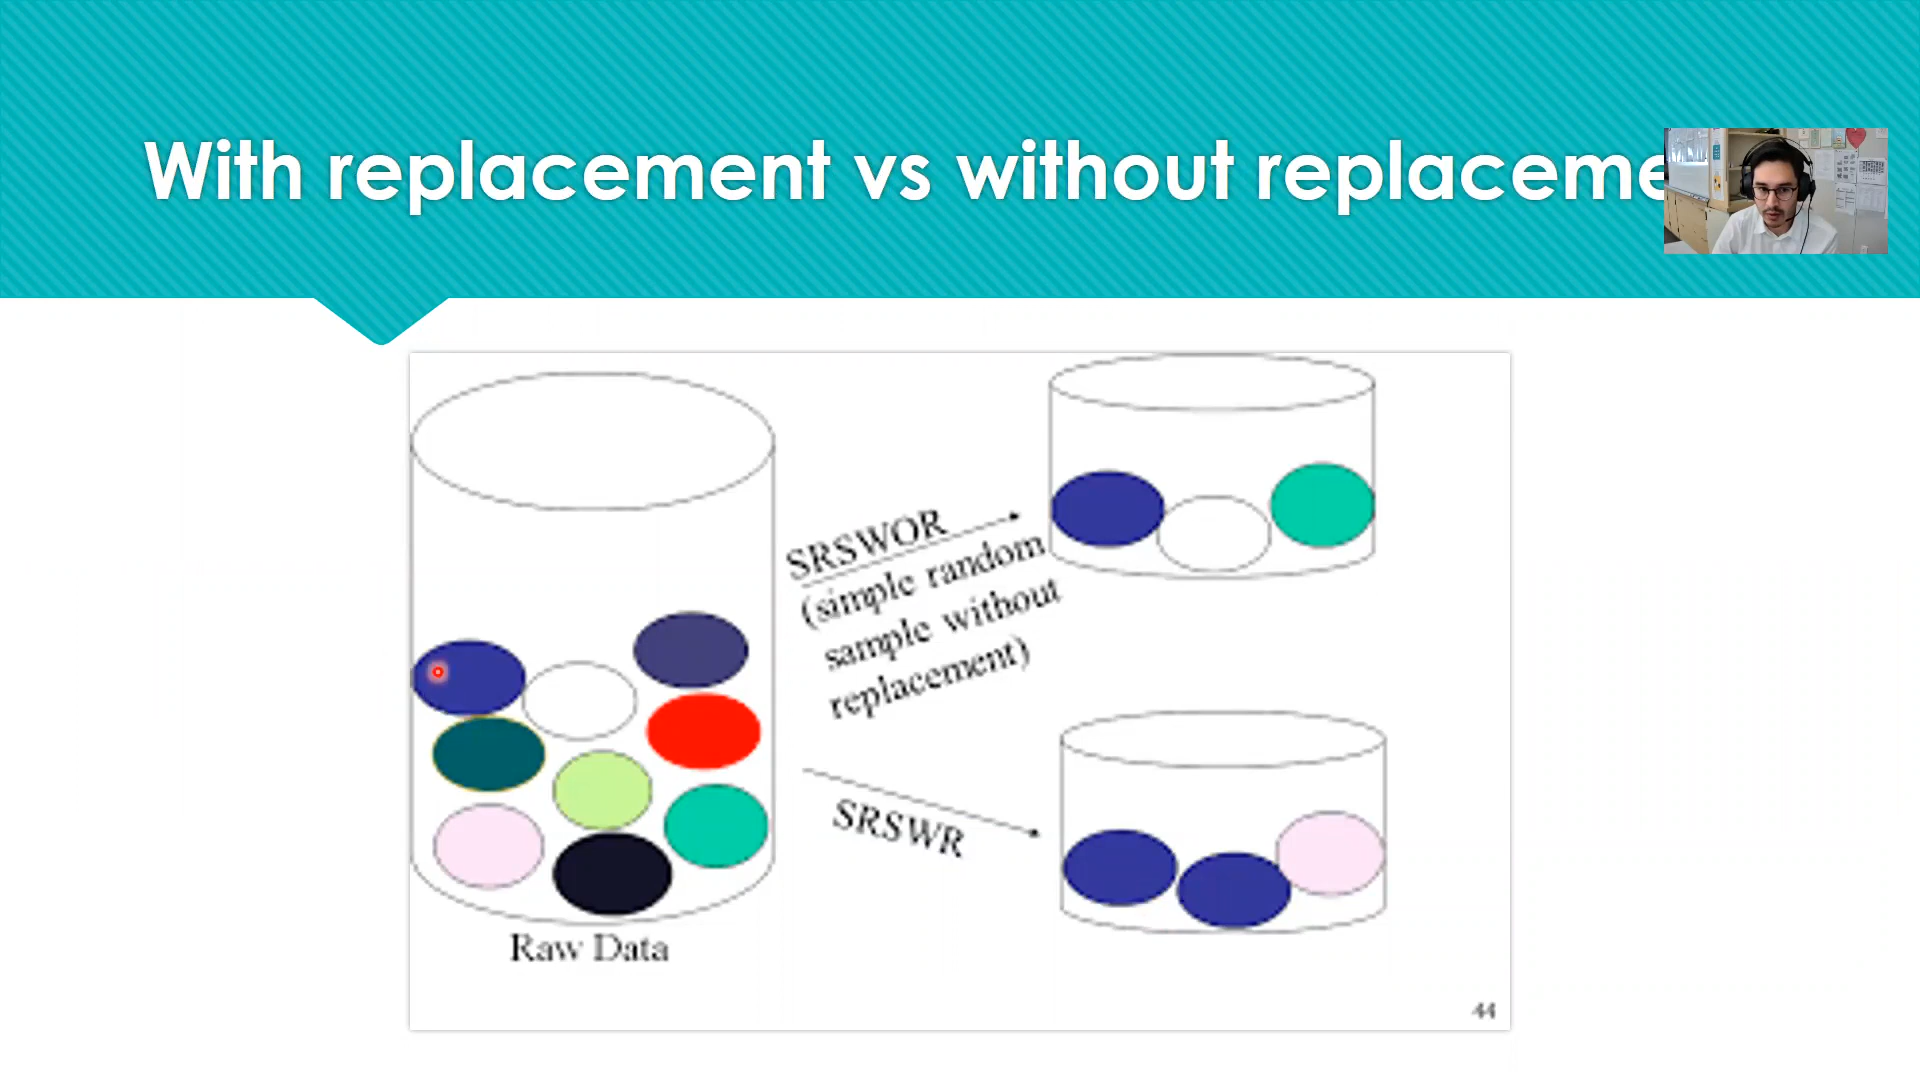 With replacement vs without replaceme
SRSWOR
(simple random
sample without
replacement)
SRSWR
Raw Data
44